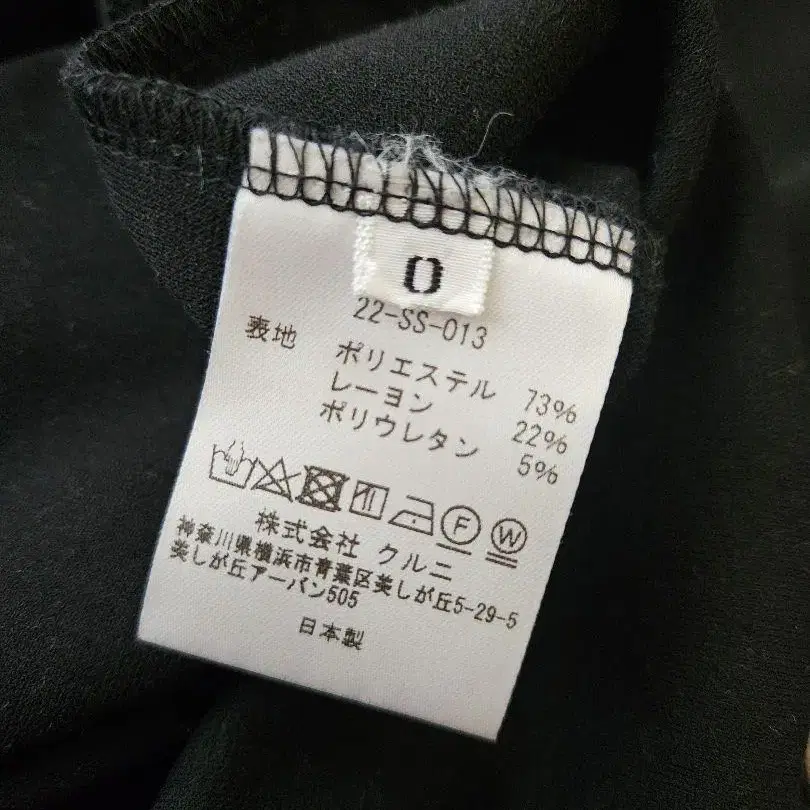 0
22-SS-013
表地 ポリエステル 73%
レーヨン 22%
ポリウレタン 5%
F W
株式会社 クルニ
神奈川県横浜市青葉区美しが丘5-29-5
美しが丘アーバン505
日本製